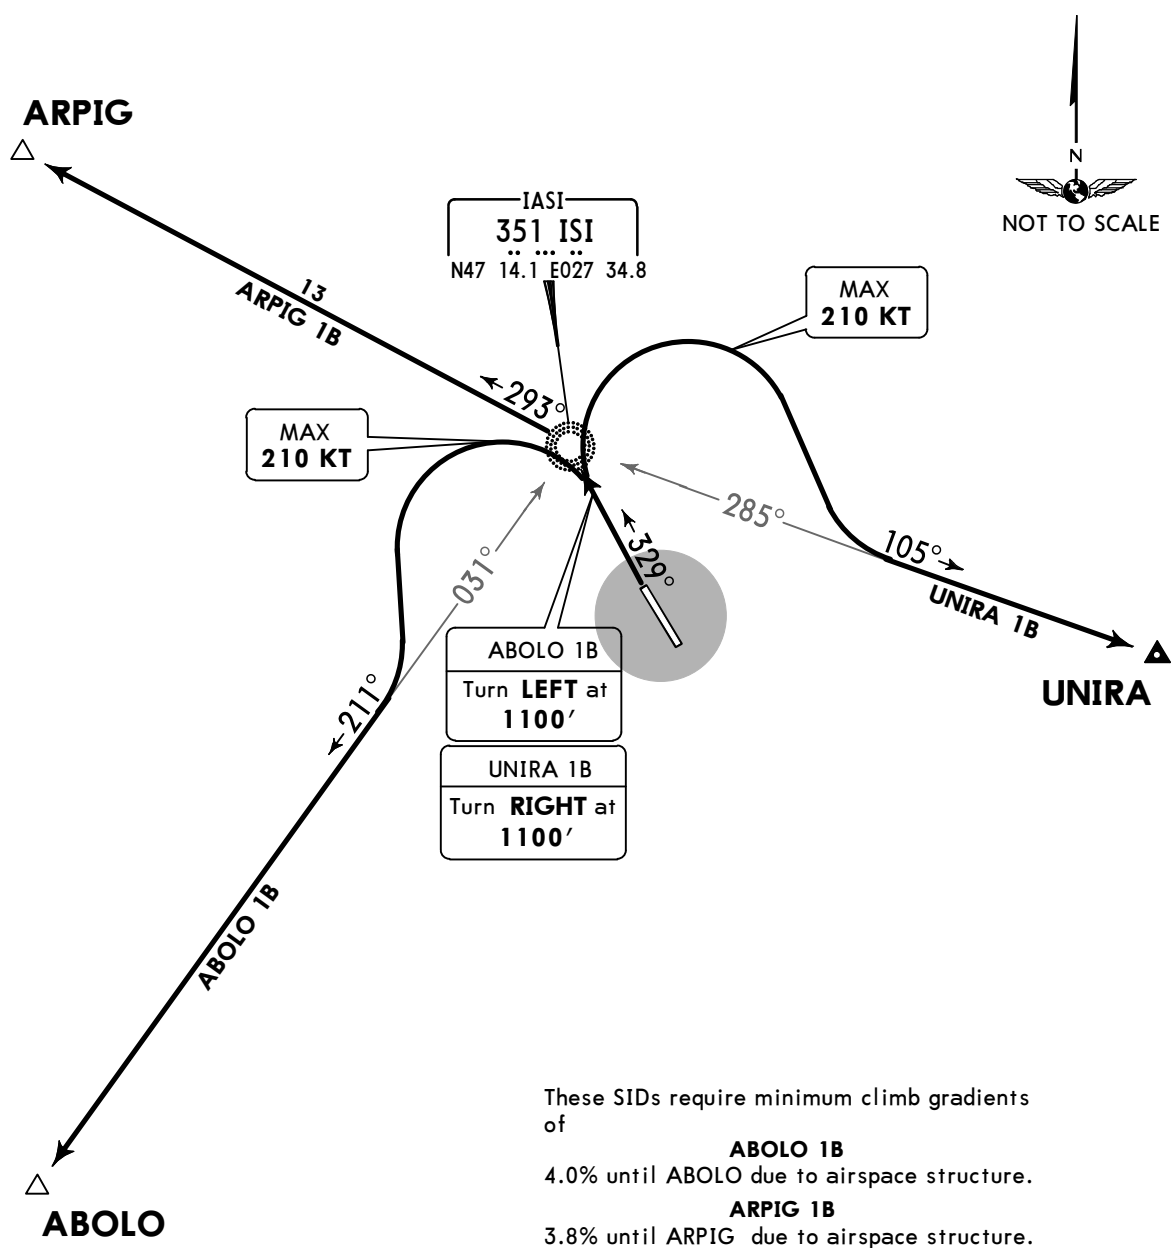 ARPIG
N
NOT TO SCALE
IASI
351 ISI
N47 14.1 E027 34.8
MAX
210 KT
13
ARPIG 1B
293°
MAX
210 KT
285°
105°
UNIRA 1B
329°
031°
UNIRA
ABOLO 1B
Turn LEFT at
1100′
211°
UNIRA 1B
Turn RIGHT at
1100′
ABOLO 1B
ABOLO
These SIDs require minimum climb gradients
of
ABOLO 1B
4.0% until ABOLO due to airspace structure.
ARPIG 1B
3.8% until ARPIG due to airspace structure.